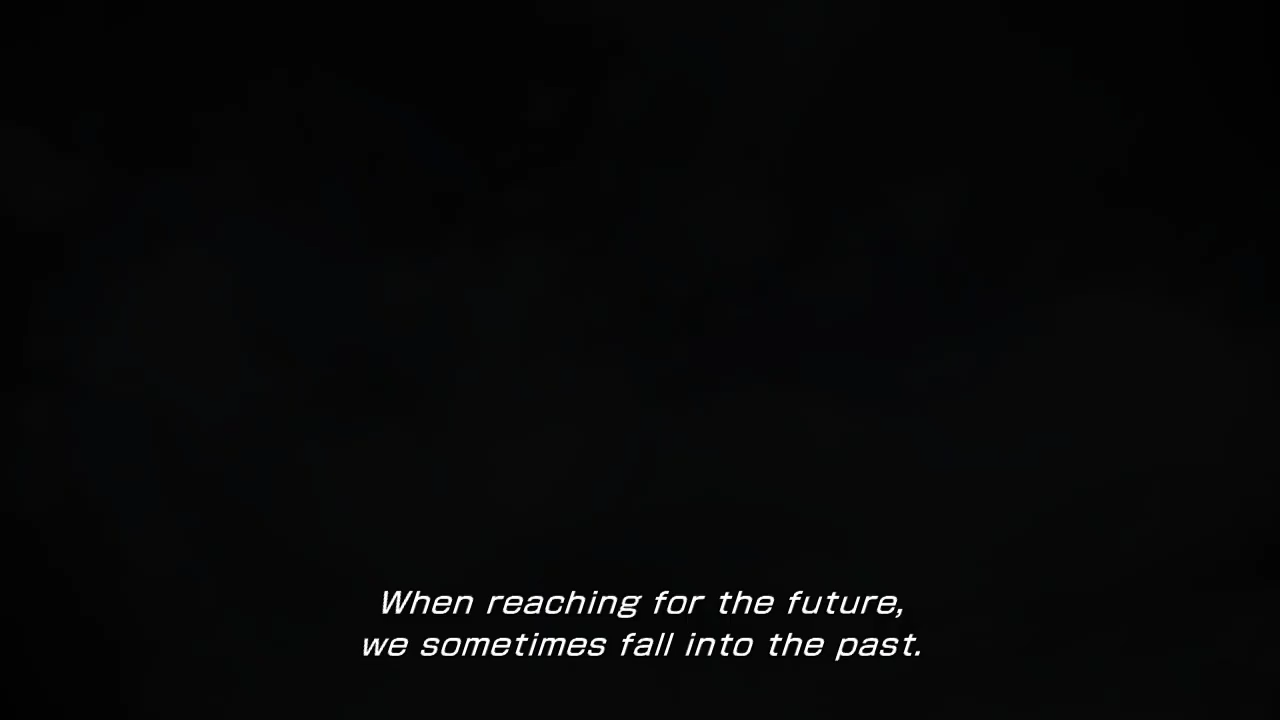 When reaching for the future,
we sometimes fall into the past.